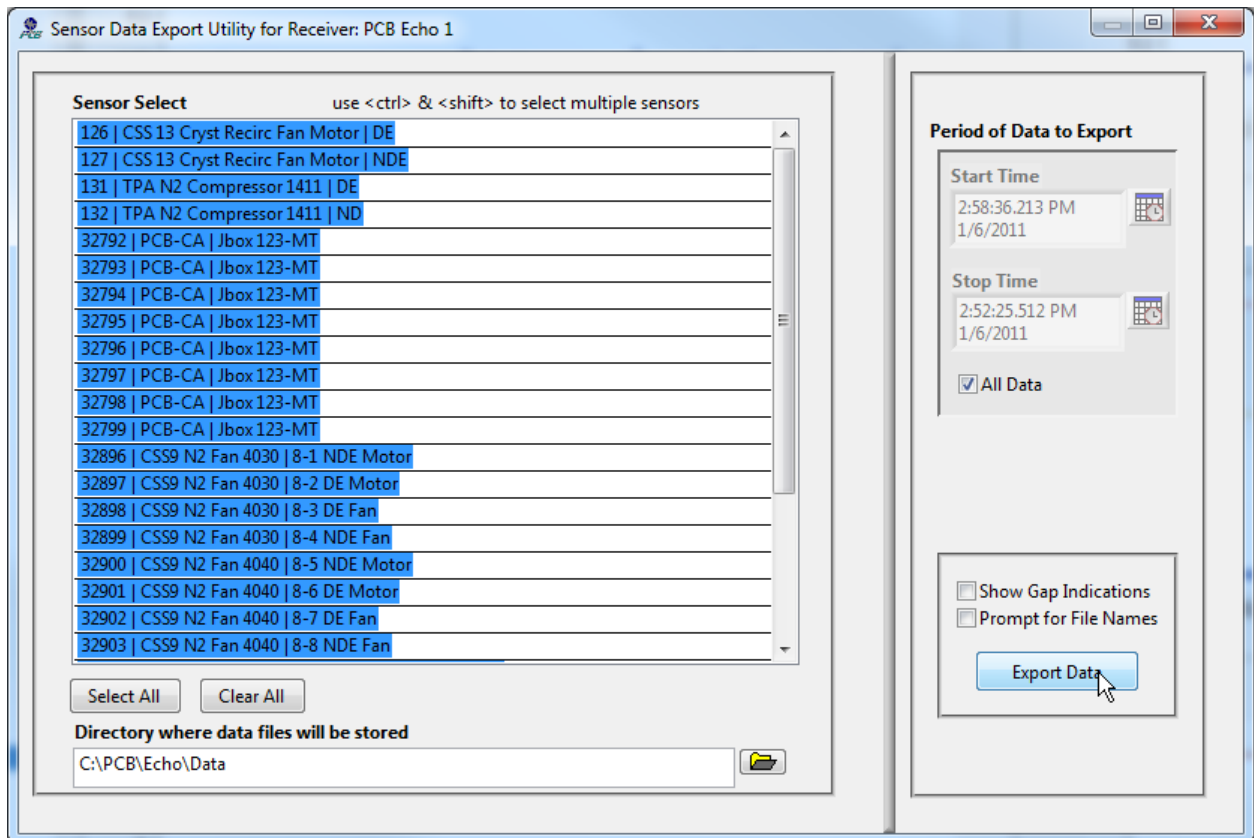 Sensor Data Export Utility for Receiver: PCB Echo 1
Sensor Select use <ctrl> & <shift> to select multiple sensors
126 | CSS 13 Cryst Recirc Fan Motor | DE
127 | CSS 13 Cryst Recirc Fan Motor | NDE
131 | TPA N2 Compressor 1411 | DE
132 | TPA N2 Compressor 1411 | ND
32792 | PCB-CA | Jbox 123-MT
32793 | PCB-CA | Jbox 123-MT
32794 | PCB-CA | Jbox 123-MT
32795 | PCB-CA | Jbox 123-MT
32796 | PCB-CA | Jbox 123-MT
32797 | PCB-CA | Jbox 123-MT
32798 | PCB-CA | Jbox 123-MT
32799 | PCB-CA | Jbox 123-MT
32896 | CSS9 N2 Fan 4030 | 8-1 NDE Motor
32897 | CSS9 N2 Fan 4030 | 8-2 DE Motor
32898 | CSS9 N2 Fan 4030 | 8-3 DE Fan
32899 | CSS9 N2 Fan 4030 | 8-4 NDE Fan
32900 | CSS9 N2 Fan 4040 | 8-5 NDE Motor
32901 | CSS9 N2 Fan 4040 | 8-6 DE Motor
32902 | CSS9 N2 Fan 4040 | 8-7 DE Fan
32903 | CSS9 N2 Fan 4040 | 8-8 NDE Fan
Select All
Clear All
Directory where data files will be stored
C:\PCB\Echo\Data
Period of Data to Export
Start Time
2:58:36.213 PM
1/6/2011
Stop Time
2:52:25.512 PM
1/6/2011
All Data
Show Gap Indications
Prompt for File Names
Export Data